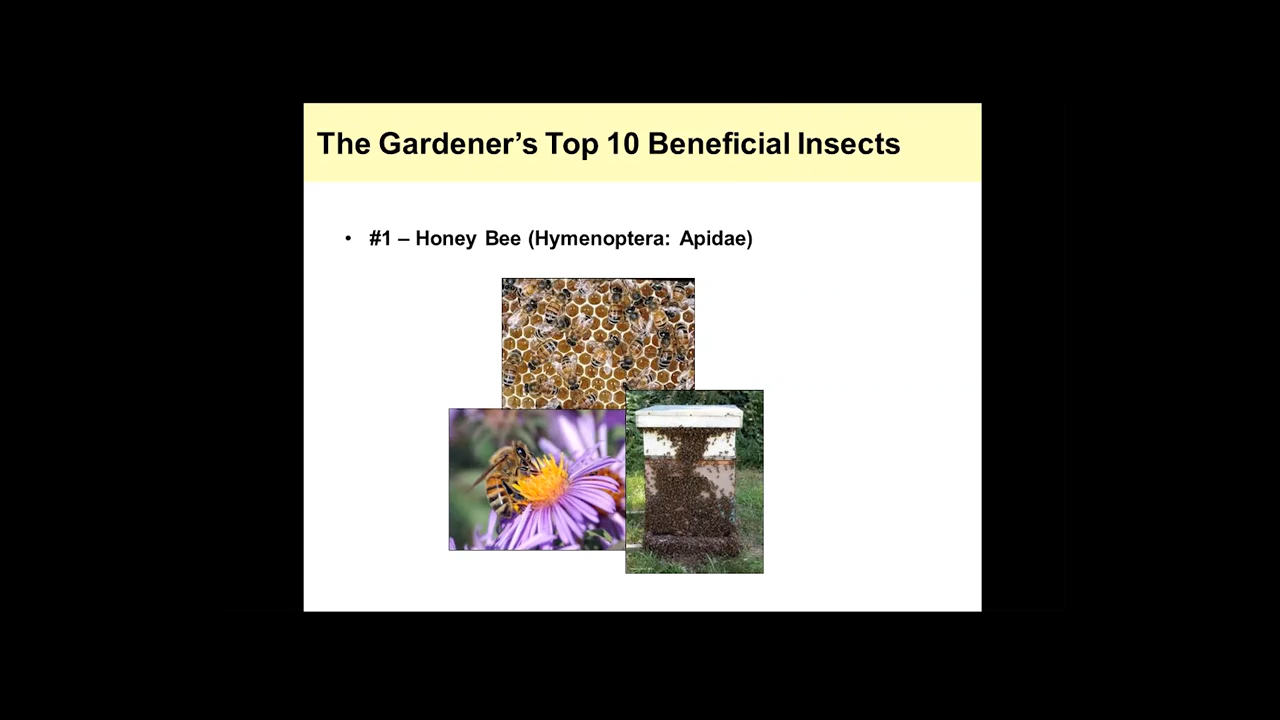 The Gardener’s Top 10 Beneficial Insects
• #1 – Honey Bee (Hymenoptera: Apidae)